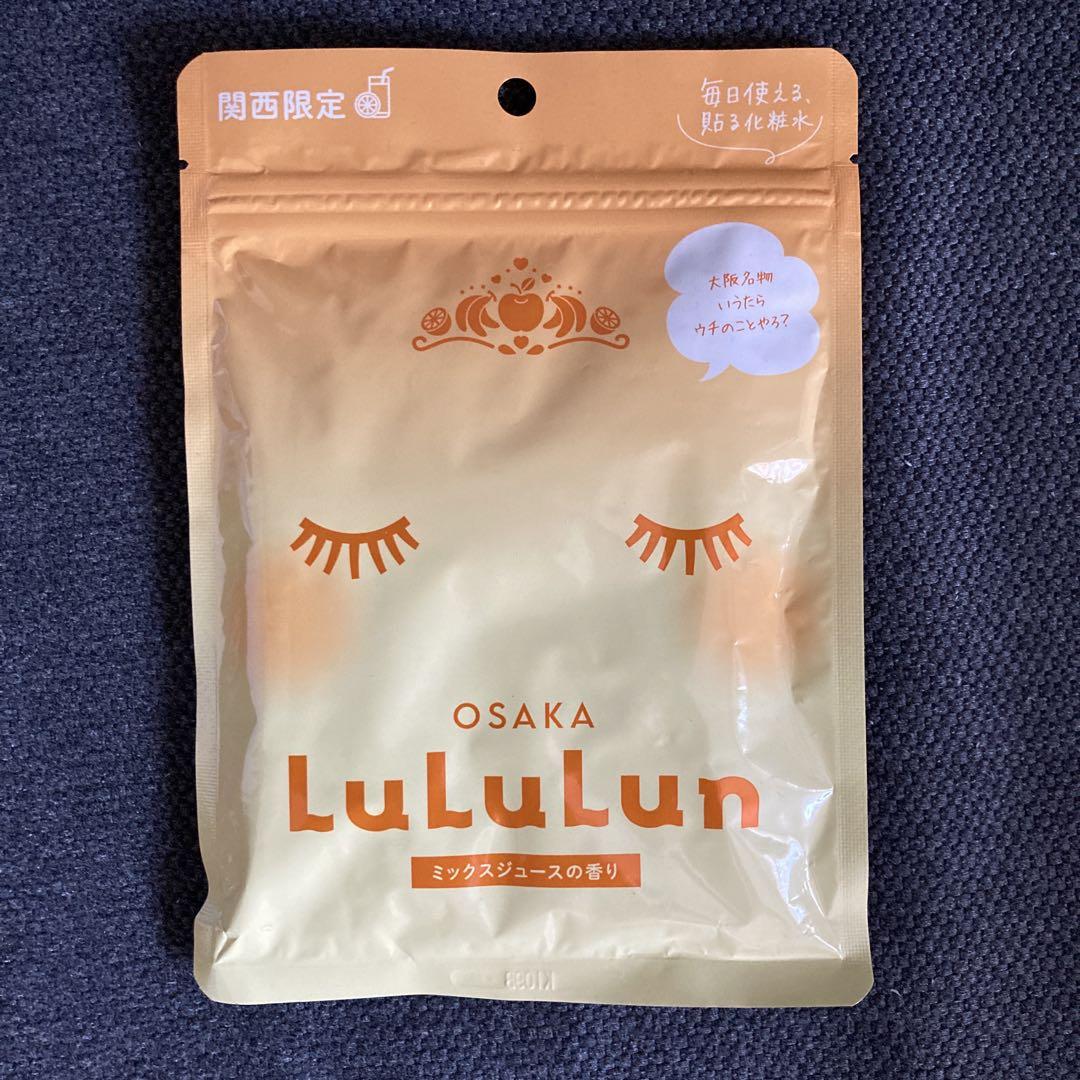 関西限定
毎日使える、
貼る化粧水
大阪名物
いうたら
ウチのことやろ?
OSAKA
LuLuLun
ミックスジュースの香り